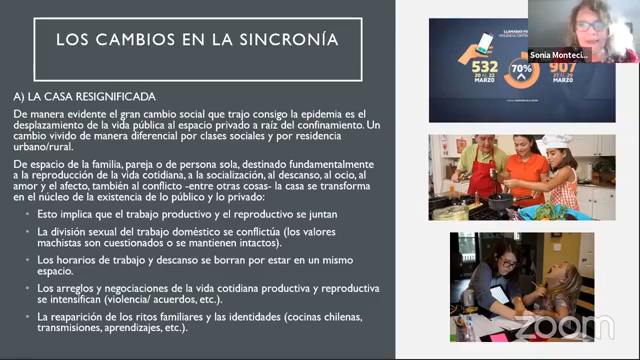 LOS CAMBIOS EN LA SINCRONÍA
A) LA CASA RESIGNIFICADA
De manera evidente el gran cambio social que trajo consigo la epidemia es el
desplazamiento de la vida pública al espacio privado a raíz del confinamiento. Un
cambio vivido de manera diferencial por clases sociales y por residencia
urbano/rural.
De espacio de la familia, pareja o de persona sola, destinado fundamentalmente
a la reproducción de la vida cotidiana, a la socialización, al descanso, al ocio, al
amor y el afecto, también al conflicto -entre otras cosas- la casa se transforma
en el núcleo de la existencia de lo público y lo privado:
• Esto implica que el trabajo productivo y el reproductivo se juntan
• La división sexual del trabajo doméstico se conflictúa (los valores
machistas son cuestionados o se mantienen intactos).
• Los horarios de trabajo y descanso se borran por estar en un mismo
espacio.
• Los arreglos y negociaciones de la vida cotidiana productiva y reproductiva
se intensifican (violencia/ acuerdos, etc.).
• La reaparición de los ritos familiares y las identidades (cocinas chilenas,
transmisiones, aprendizajes, etc.).
532
20 AL 22
MARZO
70%
907
27 AL 29
MARZO
Sonia Monteci...
zoom